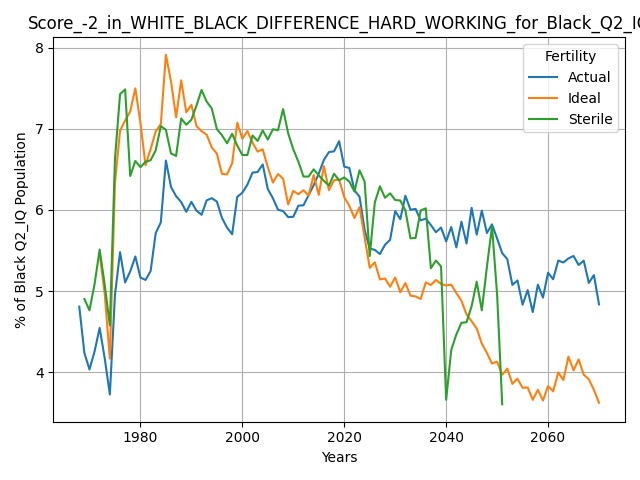 Score_-2_in_WHITE_BLACK_DIFFERENCE_HARD_WORKING_for_Black_Q2_IQ
Fertility
Actual
Ideal
Sterile
% of Black Q2_IQ Population
8
7
6
5
4
1980
2000
2020
2040
2060
Years